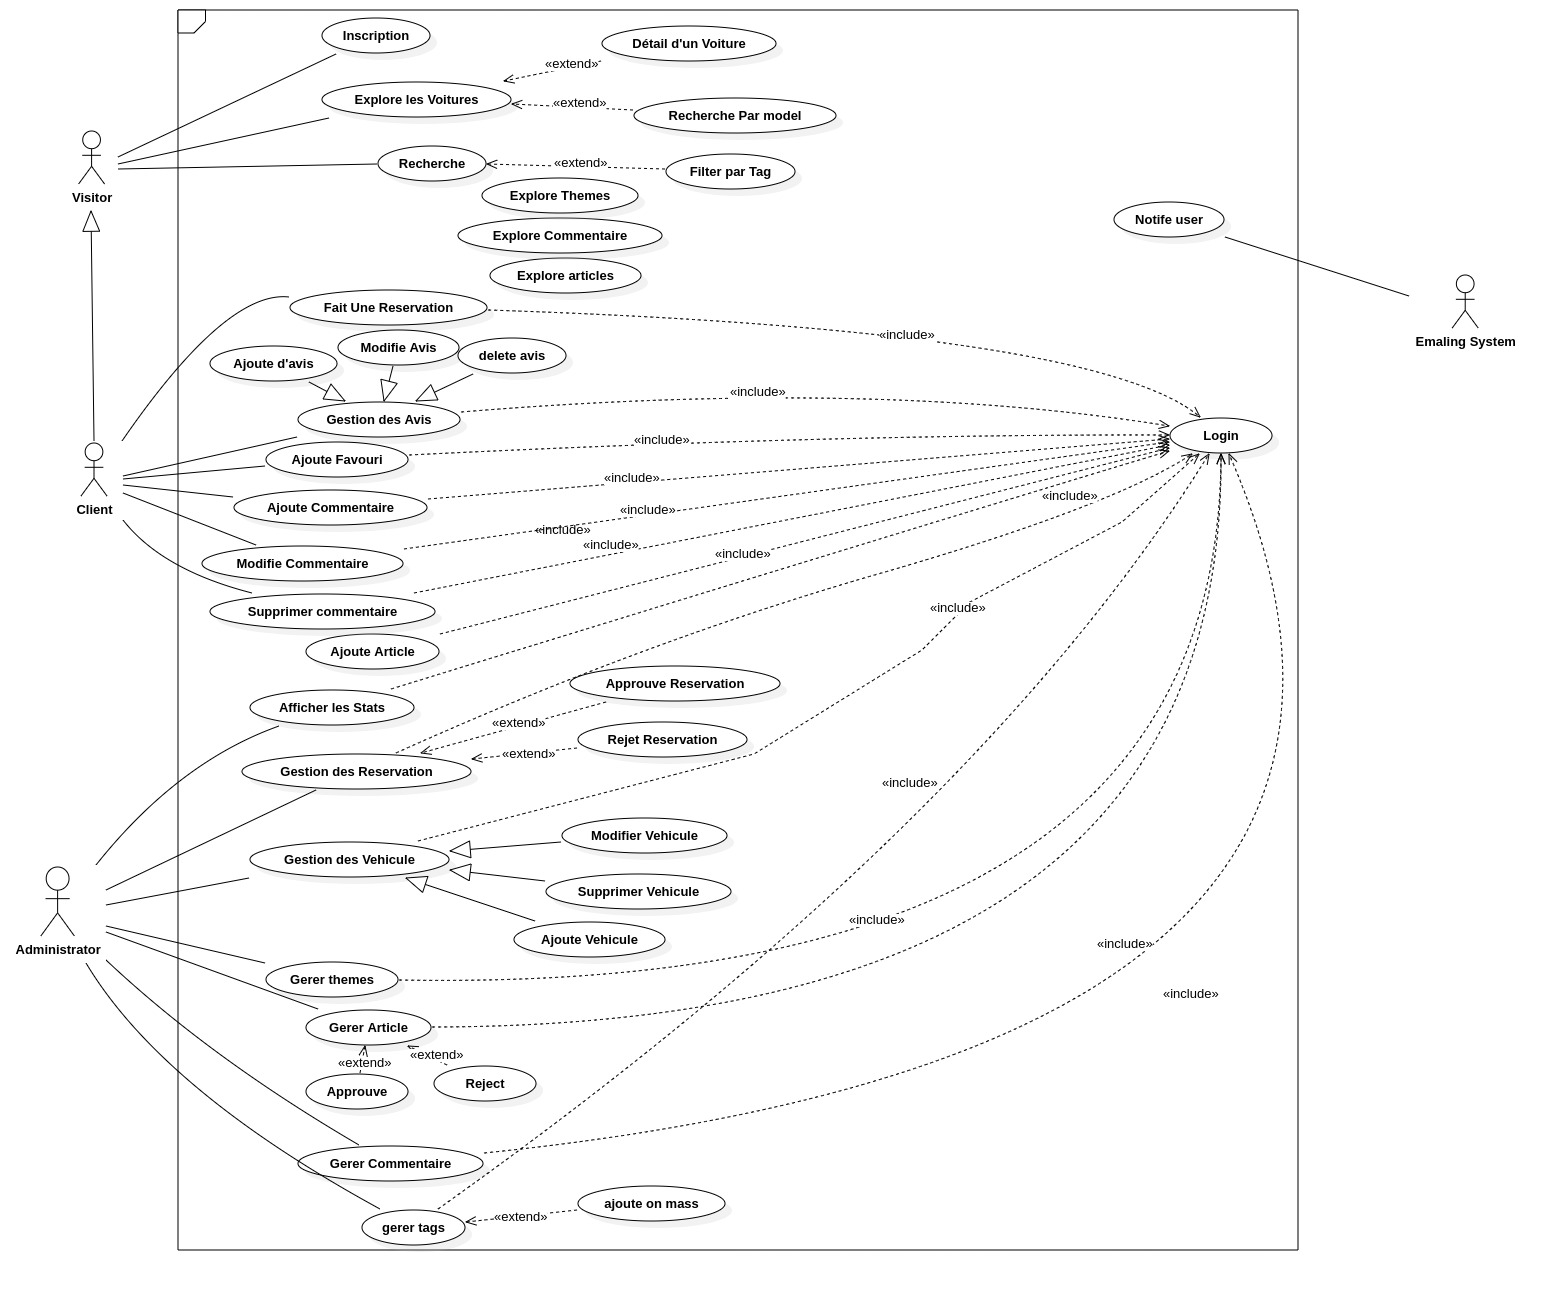 Inscription
Détail d'un Voiture
«extend»
Explore les Voitures
«extend»
Recherche Par model
Recherche
«extend»
Filter par Tag
Visitor
Explore Themes
Notife user
Explore Commentaire
Explore articles
Fait Une Reservation
«include»
Emaling System
Modifie Avis
delete avis
Ajoute d'avis
«include»
Gestion des Avis
Login
«include»
Ajoute Favouri
«include»
«include»
Client
Ajoute Commentaire
«include»
«include»
«include»
«include»
Modifie Commentaire
«include»
Supprimer commentaire
Ajoute Article
Approuve Reservation
Afficher les Stats
«extend»
Rejet Reservation
«extend»
Gestion des Reservation
«include»
Modifier Vehicule
Gestion des Vehicule
Supprimer Vehicule
«include»
Ajoute Vehicule
«include»
Administrator
Gerer themes
«include»
Gerer Article
«extend»
«extend»
Approuve
Reject
Gerer Commentaire
ajoute on mass
«extend»
gerer tags